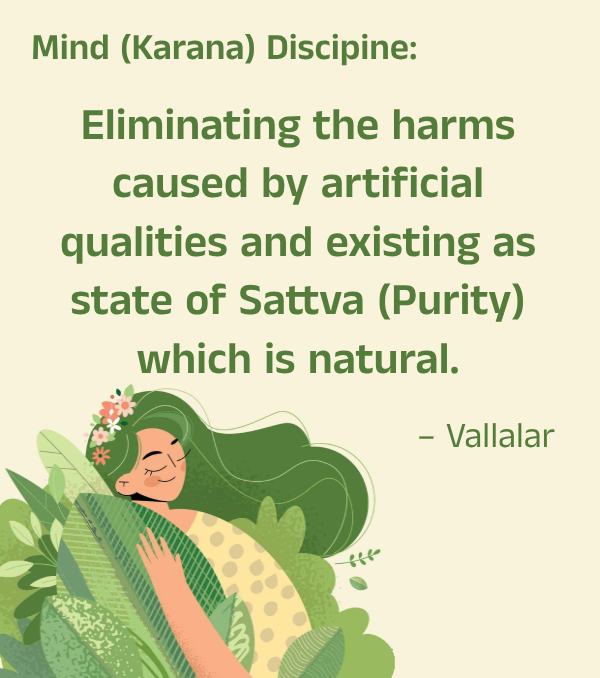 Mind (Karana) Discipine:
Eliminating the harms
caused by artificial
qualities and existing as
state of Sattva (Purity)
which is natural.
– Vallalar